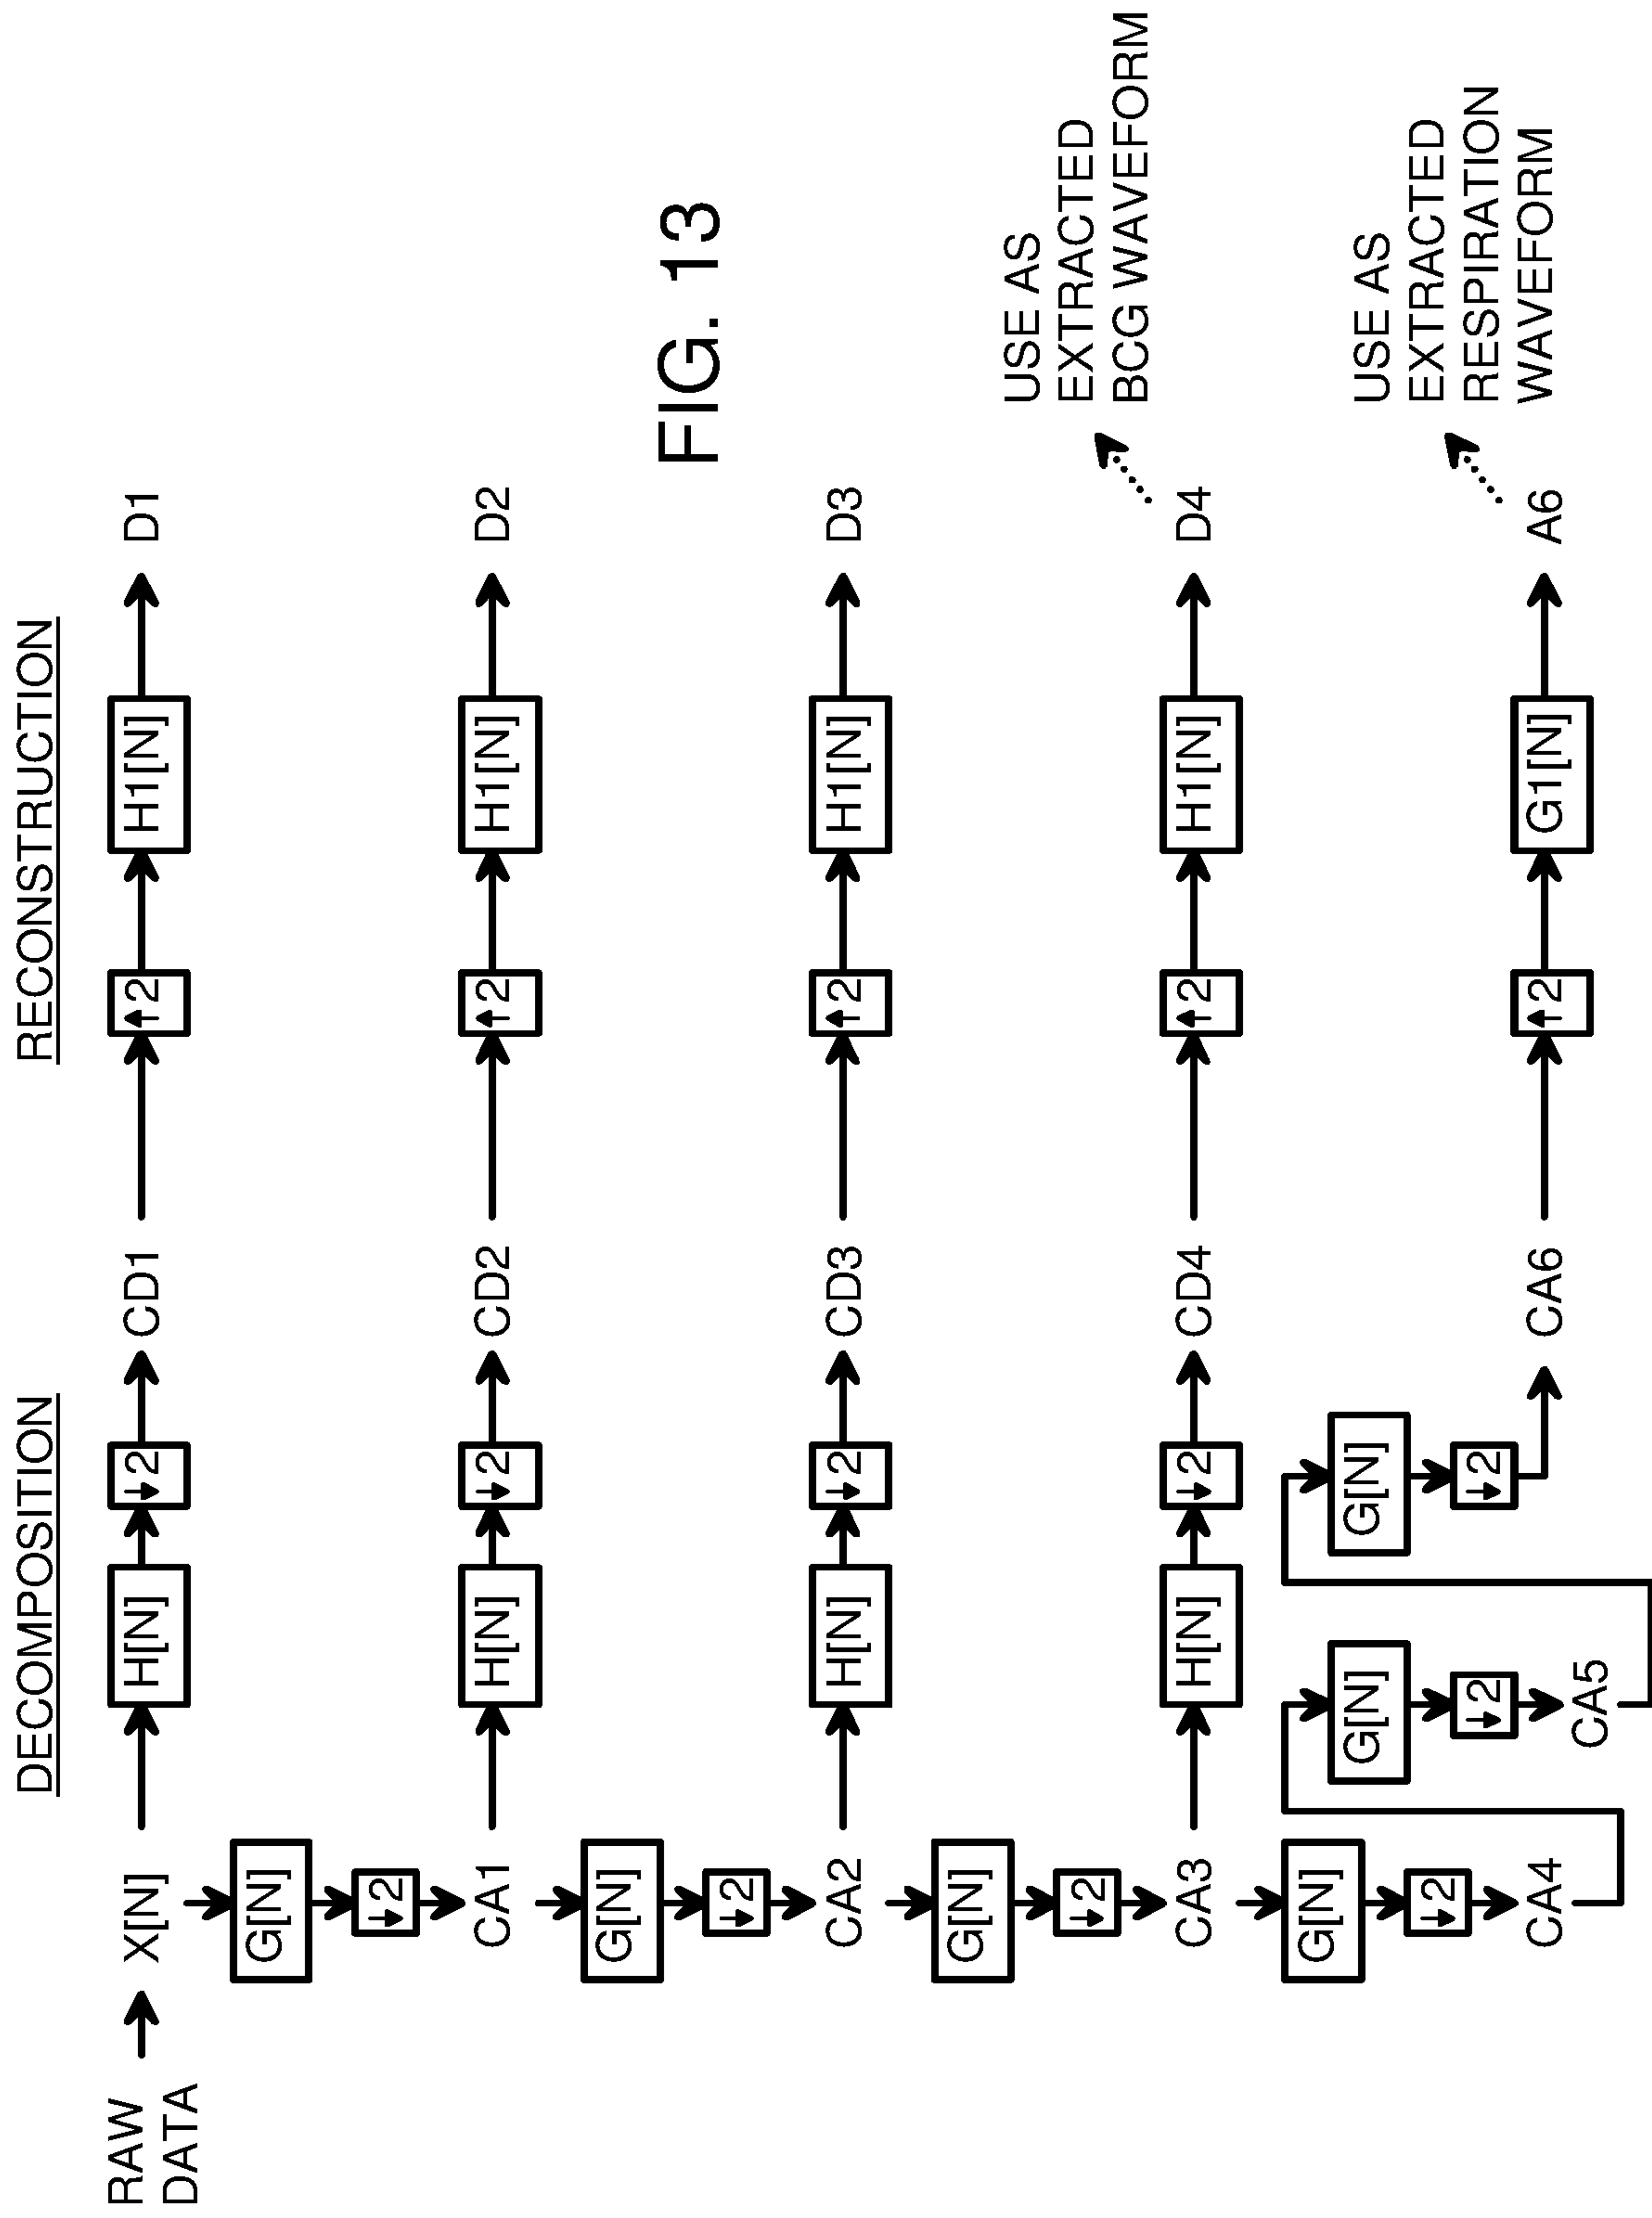 DECOMPOSITION
RECONSTRUCTION
RAW
DATA
X[N]
H[N]
↓2
CD1
↑2
H1[N]
D1
G[N]
↓2
CA1
H[N]
↓2
CD2
↑2
H1[N]
D2
FIG. 13
G[N]
↓2
CA2
H[N]
↓2
CD3
↑2
H1[N]
D3
G[N]
↓2
CA3
H[N]
↓2
CD4
↑2
H1[N]
D4
USE AS
EXTRACTED
BCG WAVEFORM
G[N]
↓2
CA4
G[N]
↓2
CA5
G[N]
↓2
CA6
↑2
G1[N]
A6
USE AS
EXTRACTED
RESPIRATION
WAVEFORM